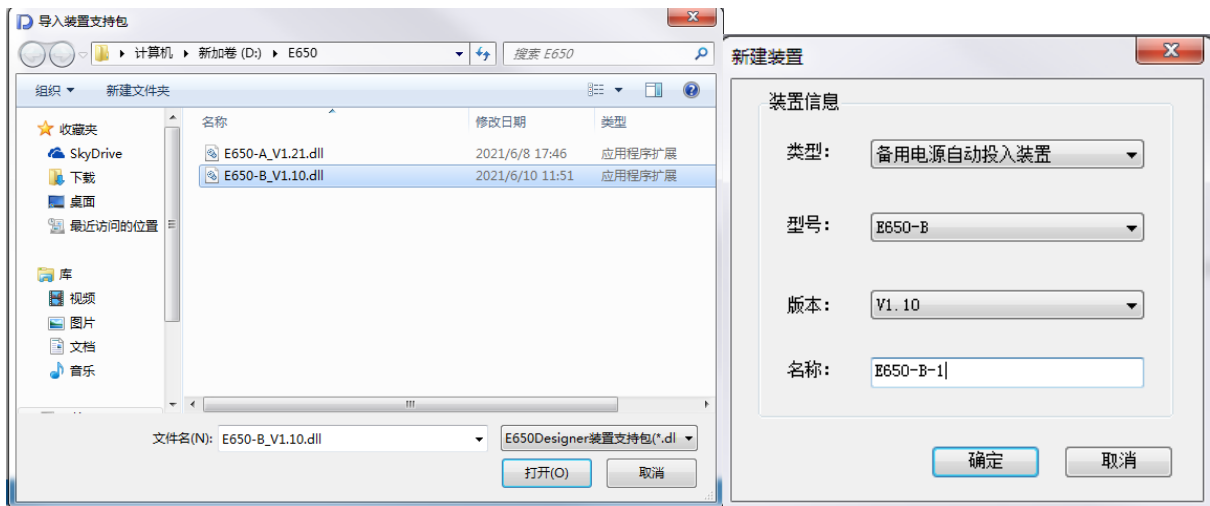 导入装置支持包
计算机 新加卷 (D:) E650
搜索 E650
组织 新建文件夹
收藏夹
SkyDrive
下载
桌面
最近访问的位置
库
视频
图片
文档
音乐
名称 修改日期 类型
E650-A_V1.21.dll 2021/6/8 17:46 应用程序扩展
E650-B_V1.10.dll 2021/6/10 11:51 应用程序扩展
文件名(N): E650-B_V1.10.dll E650Designer装置支持包(*.dl
打开(O) 取消
新建装置
装置信息
类型: 备用电源自动投入装置
型号: E650-B
版本: V1.10
名称: E650-B-1
确定 取消